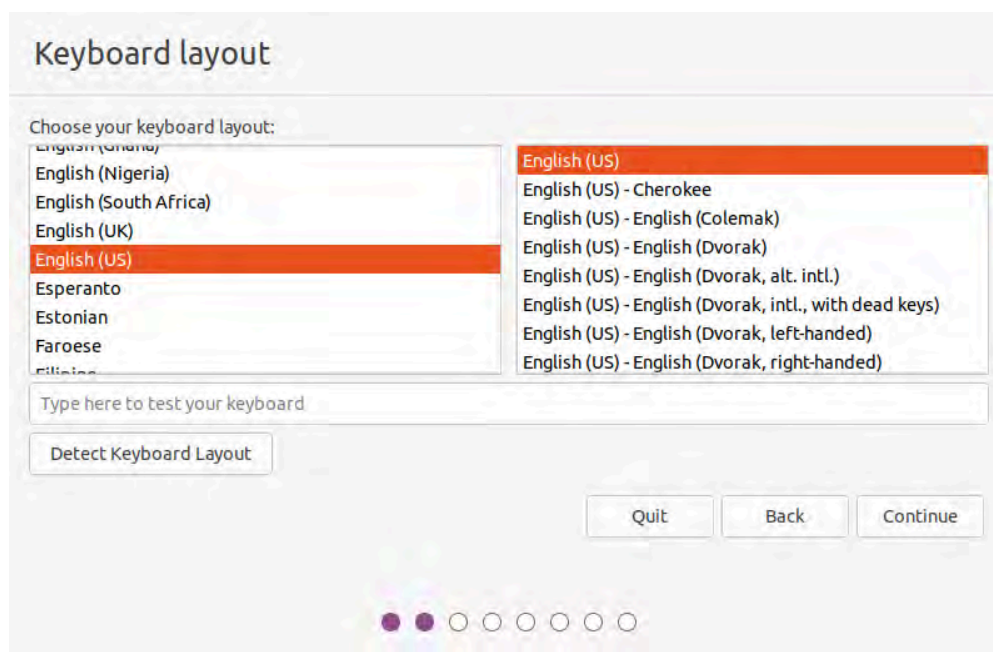 Keyboard layout
Choose your keyboard layout:
English (Ghana)
English (Nigeria)
English (South Africa)
English (UK)
English (US)
Esperanto
Estonian
Faroese
Filipino
English (US)
English (US) - Cherokee
English (US) - English (Colemak)
English (US) - English (Dvorak)
English (US) - English (Dvorak, alt. intl.)
English (US) - English (Dvorak, intl., with dead keys)
English (US) - English (Dvorak, left-handed)
English (US) - English (Dvorak, right-handed)
Type here to test your keyboard
Detect Keyboard Layout
Quit Back Continue